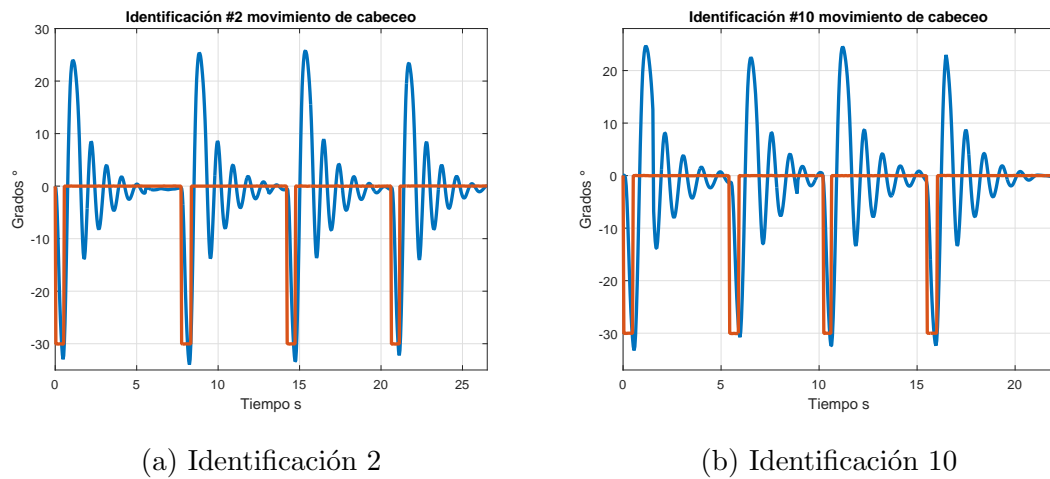 Identificación #2 movimiento de cabeceo
30
20
10
0
-10
-20
-30
Grados °
0 5 10 15 20 25
Tiempo s
(a) Identificación 2
Identificación #10 movimiento de cabeceo
20
10
0
-10
-20
-30
Grados °
0 5 10 15 20
Tiempo s
(b) Identificación 10